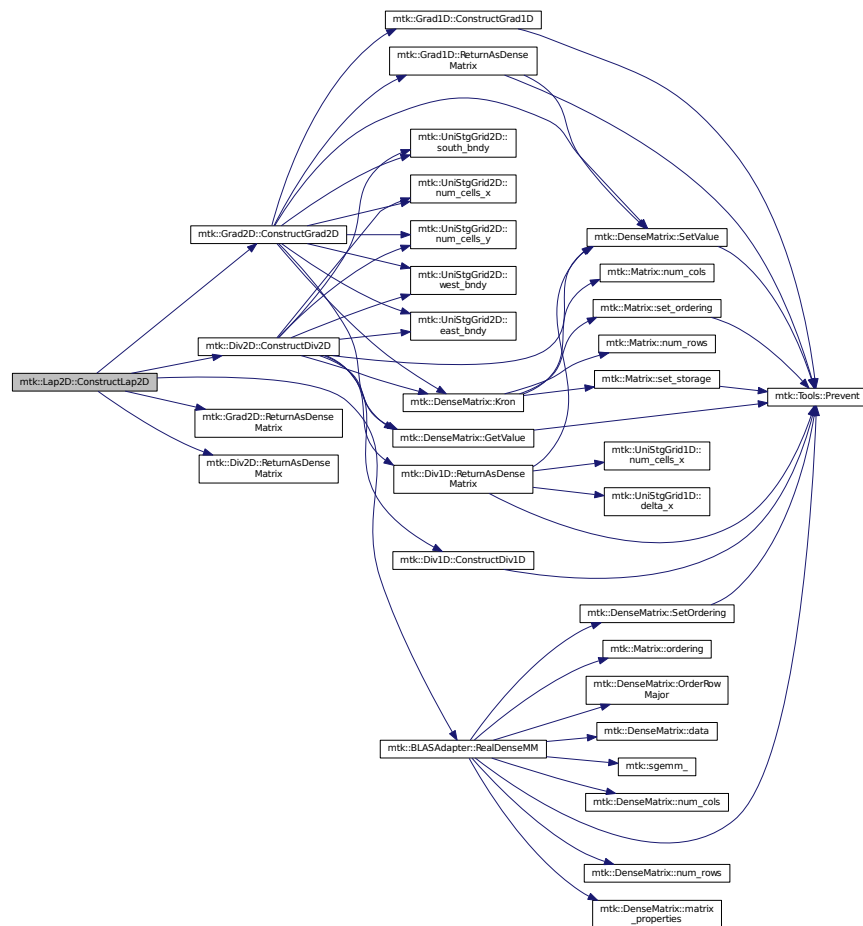 mtk::Grad1D::ConstructGrad1D
mtk::Grad1D::ReturnAsDense
Matrix
mtk::UniStgGrid2D::
south_bndy
mtk::UniStgGrid2D::
num_cells_x
mtk::UniStgGrid2D::
num_cells_y
mtk::UniStgGrid2D::
west_bndy
mtk::UniStgGrid2D::
east_bndy
mtk::Grad2D::ConstructGrad2D
mtk::Div2D::ConstructDiv2D
mtk::Lap2D::ConstructLap2D
mtk::Grad2D::ReturnAsDense
Matrix
mtk::Div2D::ReturnAsDense
Matrix
mtk::DenseMatrix::Kron
mtk::DenseMatrix::GetValue
mtk::Div1D::ReturnAsDense
Matrix
mtk::Div1D::ConstructDiv1D
mtk::BLASAdapter::RealDenseMM
mtk::DenseMatrix::SetValue
mtk::Matrix::num_cols
mtk::Matrix::set_ordering
mtk::Matrix::num_rows
mtk::Matrix::set_storage
mtk::Tools::Prevent
mtk::UniStgGrid1D::
num_cells_x
mtk::UniStgGrid1D::
delta_x
mtk::DenseMatrix::SetOrdering
mtk::Matrix::ordering
mtk::DenseMatrix::OrderRow
Major
mtk::DenseMatrix::data
mtk::sgemm_
mtk::DenseMatrix::num_cols
mtk::DenseMatrix::num_rows
mtk::DenseMatrix::matrix
_properties